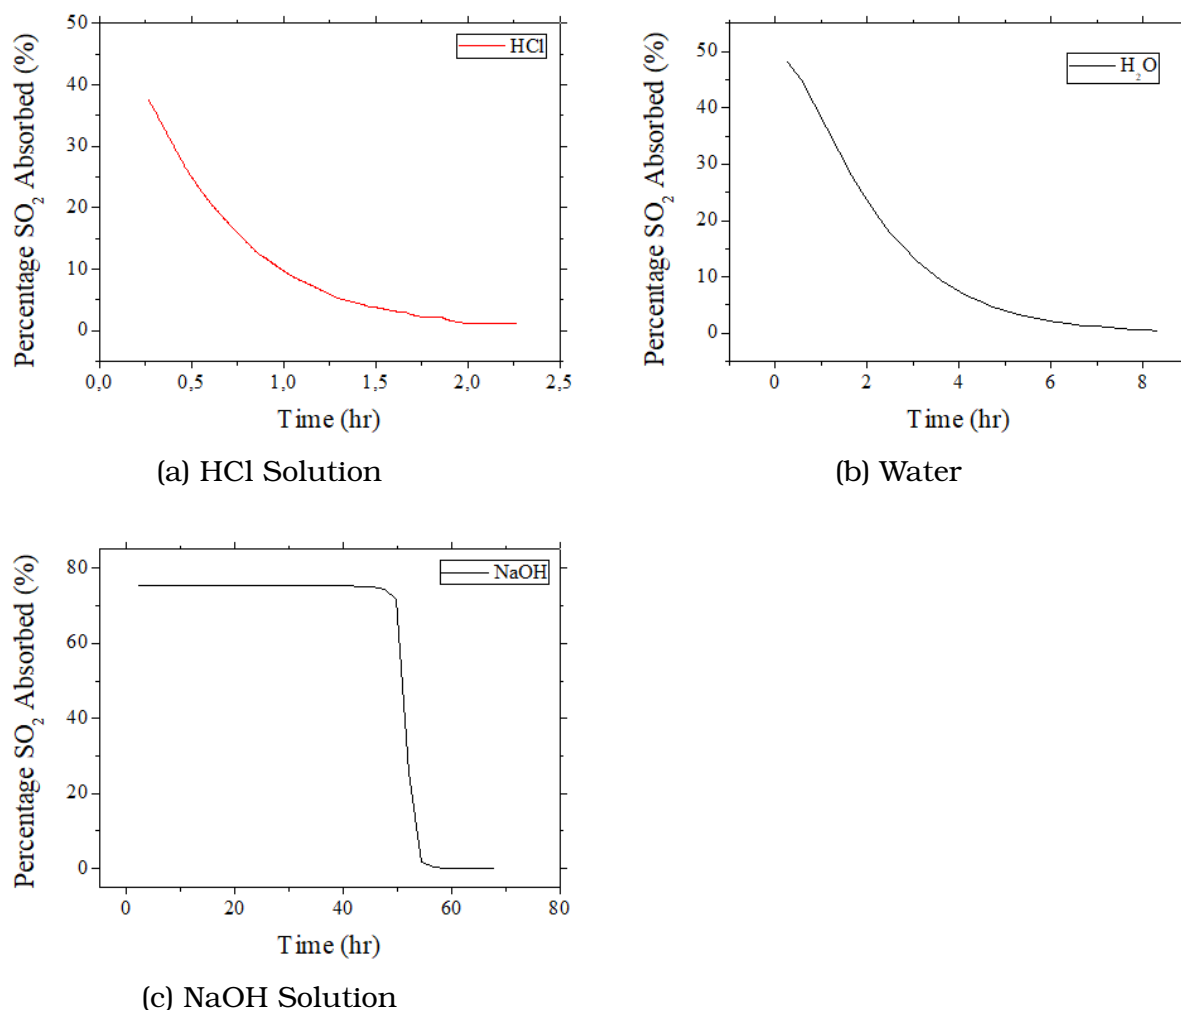 50
40
30
20
10
0
Percentage SO₂ Absorbed (%)
HCl
0,0 0,5 1,0 1,5 2,0 2,5
Time (hr)
(a) HCl Solution
50
40
30
20
10
0
Percentage SO₂ Absorbed (%)
H₂O
0 2 4 6 8
Time (hr)
(b) Water
80
60
40
20
0
Percentage SO₂ Absorbed (%)
NaOH
0 20 40 60 80
Time (hr)
(c) NaOH Solution